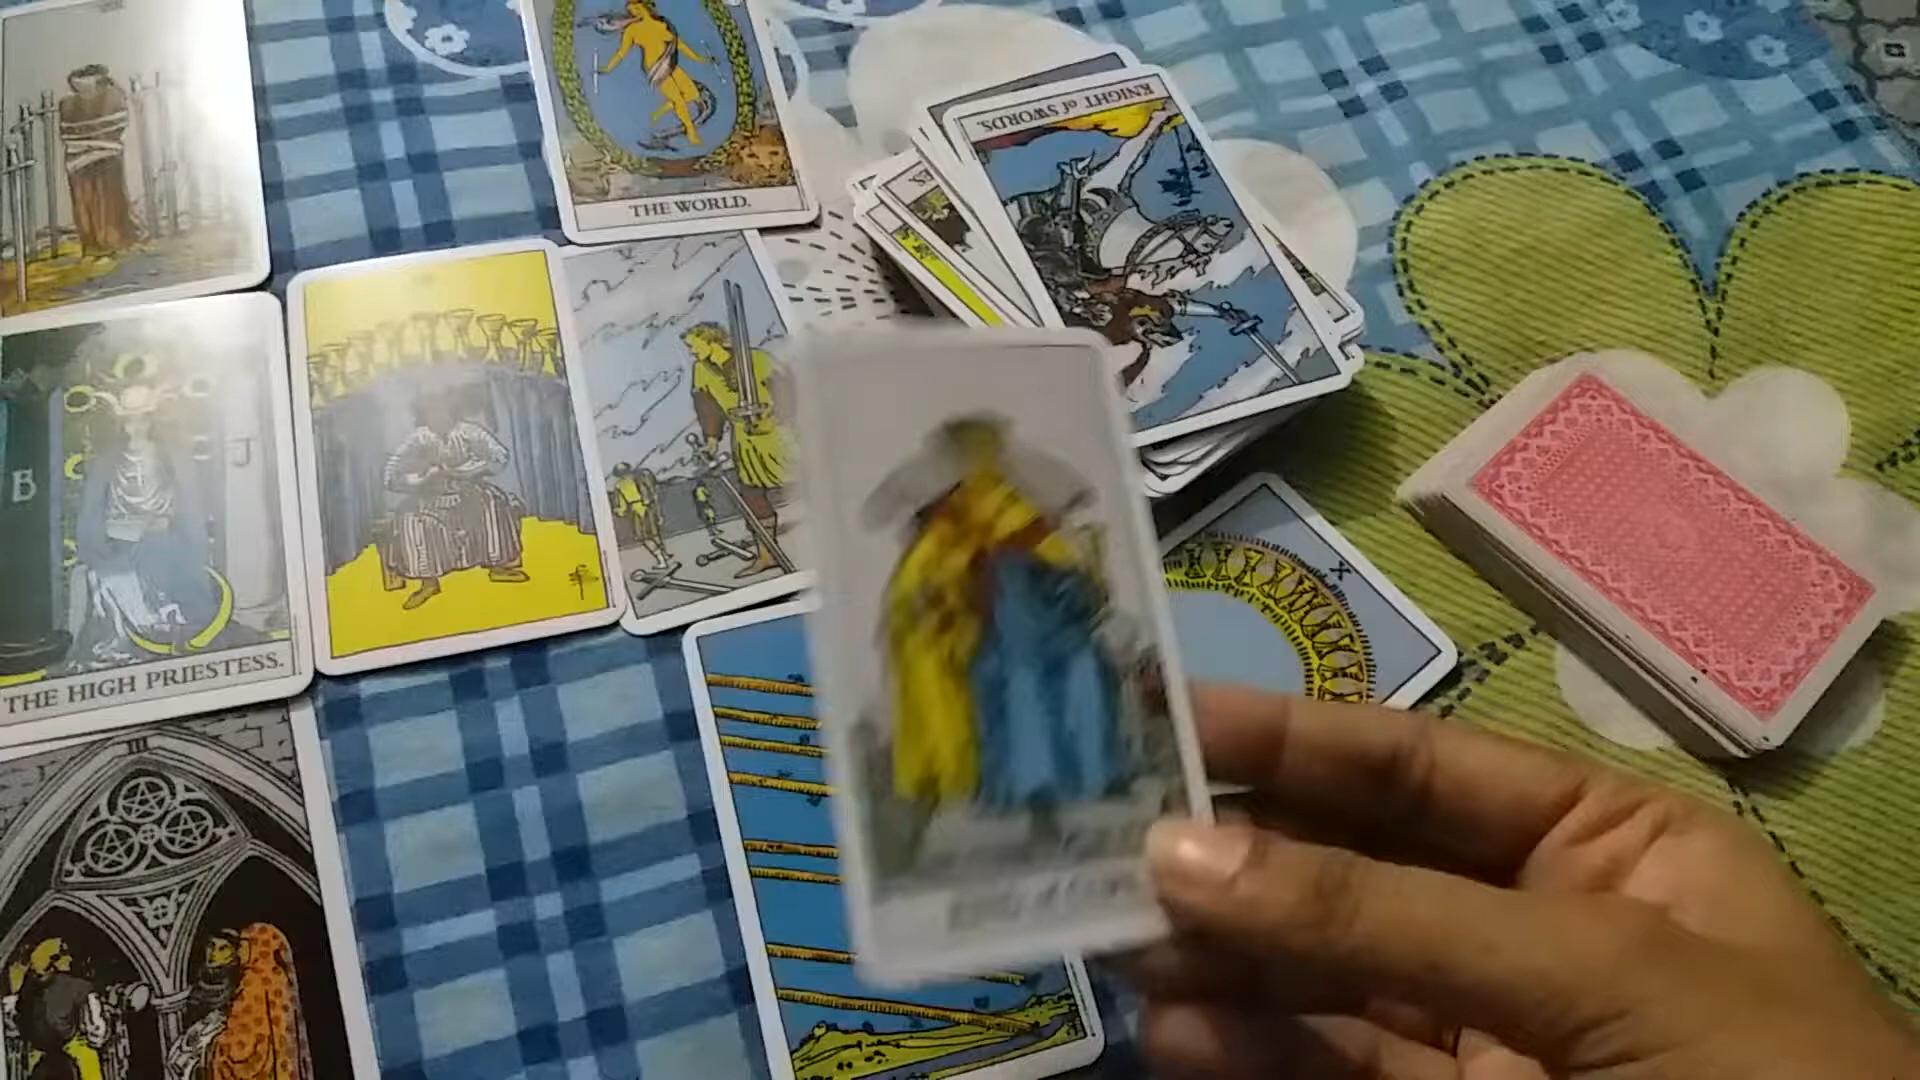 THE WORLD.
KNIGHT of SWORDS.
V
B
J
X
THE HIGH PRIESTESS.
III